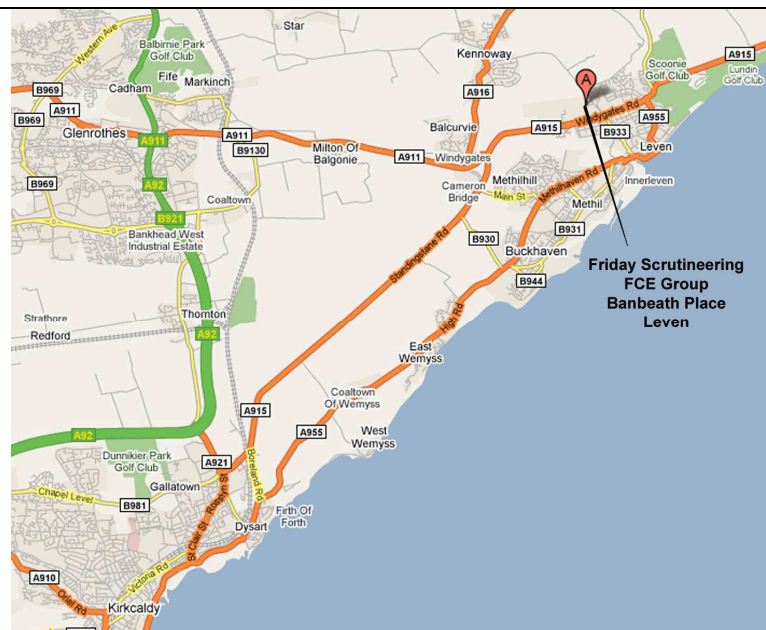 Western Ave
Star
Balbirnie Park
Golf Club
Kennoway
A915
Scoonie
Golf Club
Lundin
Golf Club
Fife
Markinch
B969
Cadham
A916
A
A911
B969
Windygates Rd
A955
Balcurvie
A915
B933
Glenrothes
A911
A911
B9130
Milton Of
Balgonie
A911
Windygates
Leven
B969
A92
Methilhill
Methilhaven Rd
Innerleven
Cameron
Bridge
Main St
Coaltown
Methil
B921
B931
Bankhead West
Industrial Estate
B930
Buckhaven
Standingstane Rd
B944
Friday Scrutineering
FCE Group
Banbeath Place
Leven
Strathore
Thornton
High Rd
Redford
A92
East
Wemyss
Coaltown
Of Wemyss
A915
A92
A955
West
Wemyss
Dunnikier Park
Golf Club
A921
Boreland Rd
Gallatown
Rosslyn St
Chapel Level
B981
Firth Of
Forth
Dysart
St Clair St
A910
Victoria Rd
Oriel Rd
Kirkcaldy